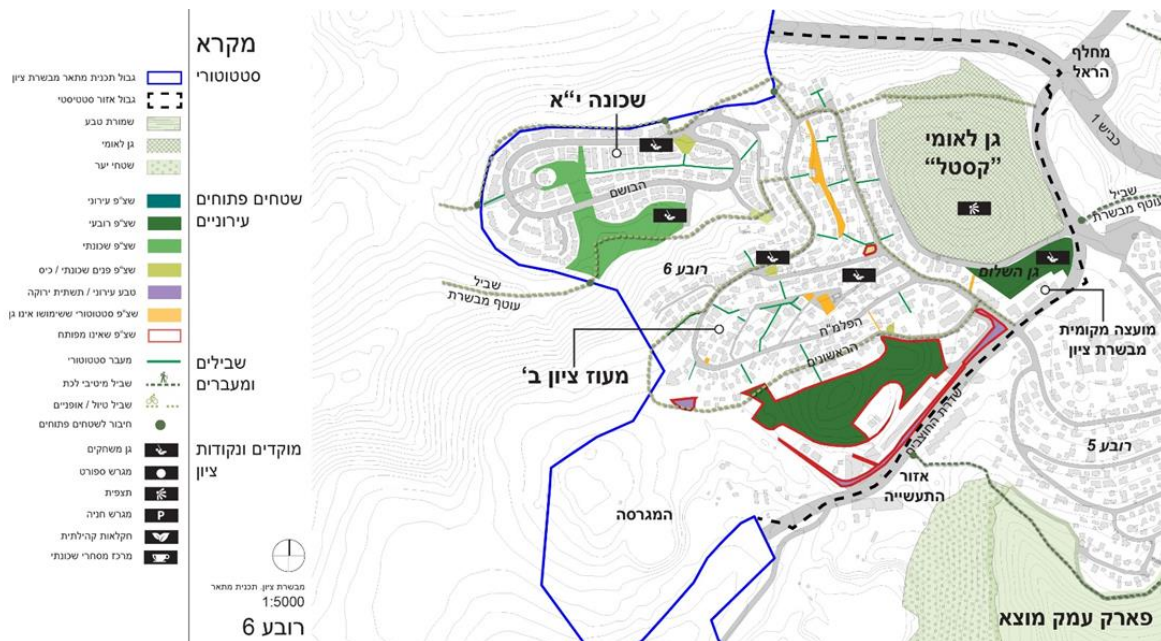 מקרא
סטטוטורי
גבול תכנית מתאר מבשרת ציון
גבול אזור סטטיסטי
שמורת טבע
גן לאומי
שטחי יער
שטחים פתוחים
עירוניים
שצ"פ עירוני
שצ"פ רובעי
שצ"פ שכונתי
שצ"פ פנים שכונתי / כיס
טבע עירוני / תשתית ירוקה
שצ"פ סטטוטורי ששימושו אינו גן
שצ"פ שאינו מפותח
שבילים
ומעברים
מעבר סטטוטורי
שביל מיטיבי לכת
שביל טיול / אופניים
חיבור לשטחים פתוחים
מוקדים ונקודות
ציון
גן משחקים
מגרש ספורט
תצפית
מגרש חניה
P
חקלאות קהילתית
מרכז מסחרי שכונתי
מבשרת ציון. תכנית מתאר
1:5000
רובע 6
מחלף
הראל
כביש 1
שכונה י"א
גן לאומי
"קסטל"
הבושם
שביל
עוטף מבשרת
גן השלום
רובע 6
שביל
עוטף מבשרת
מועצה מקומית
מבשרת ציון
הפלמ"ח
הראשונים
מעוז ציון ב'
שדרת החוצבים
רובע 5
אזור
התעשייה
המגרסה
פארק עמק מוצא